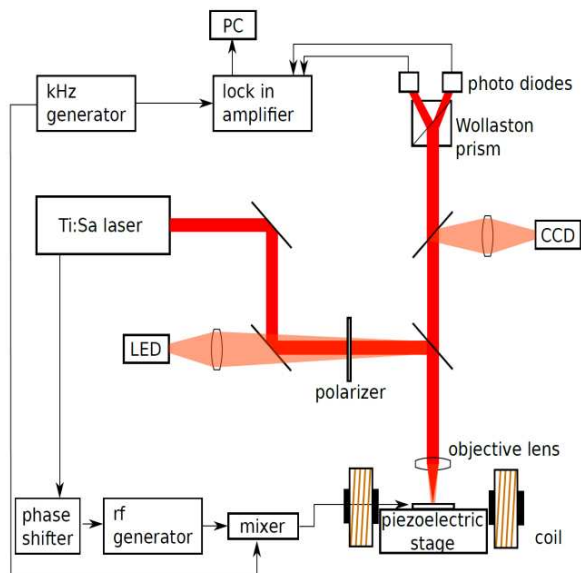 PC
kHz
generator
lock in
amplifier
photo diodes
Wollaston
prism
Ti:Sa laser
CCD
LED
polarizer
objective lens
phase
shifter
rf
generator
mixer
piezoelectric
stage
coil